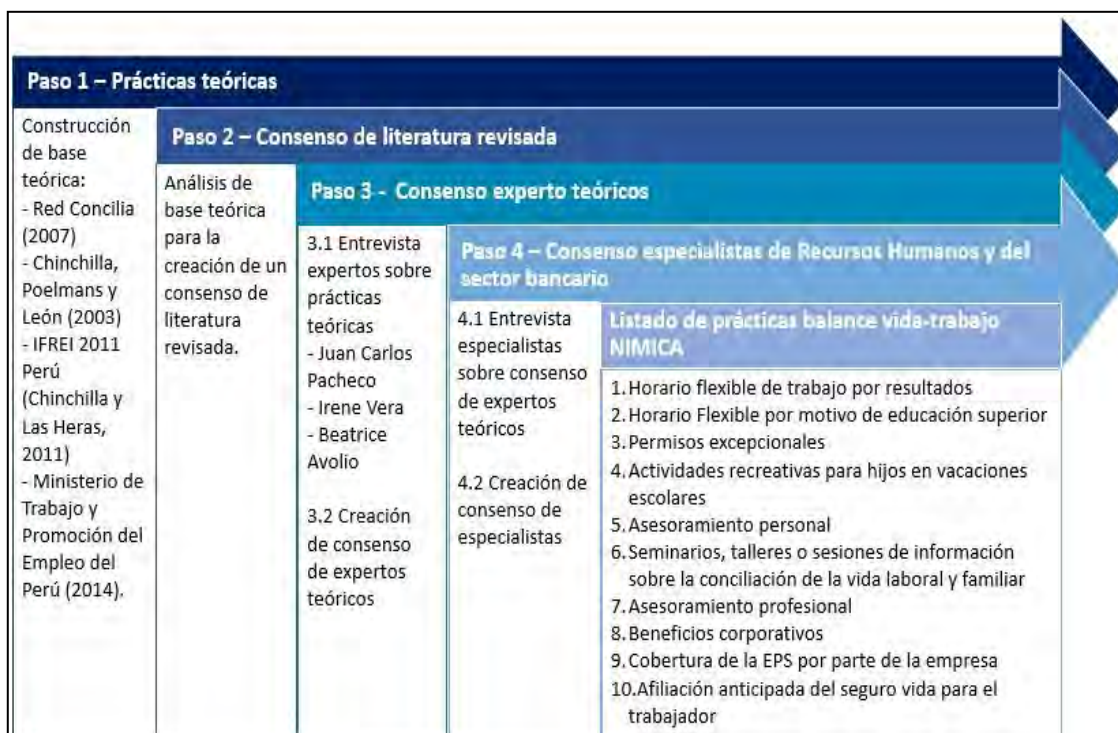 Paso 1 – Prácticas teóricas
Construcción
de base
teórica:
- Red Concilia
(2007)
- Chinchilla,
Poelmans y
León (2003)
- IFREI 2011
Perú
(Chinchilla y
Las Heras,
2011)
- Ministerio de
Trabajo y
Promoción del
Empleo del
Perú (2014).
Paso 2 – Consenso de literatura revisada
Análisis de
base teórica
para la
creación de un
consenso de
literatura
revisada.
Paso 3 - Consenso experto teóricos
3.1 Entrevista
expertos sobre
prácticas
teóricas
- Juan Carlos
Pacheco
- Irene Vera
- Beatrice
Avolio
3.2 Creación
de consenso
de expertos
teóricos
Paso 4 – Consenso especialistas de Recursos Humanos y del
sector bancario
4.1 Entrevista
especialistas
sobre consenso
de expertos
teóricos
4.2 Creación de
consenso de
especialistas
Listado de prácticas balance vida-trabajo
NIMICA
1.Horario flexible de trabajo por resultados
2.Horario Flexible por motivo de educación superior
3.Permisos excepcionales
4.Actividades recreativas para hijos en vacaciones
escolares
5.Asesoramiento personal
6.Seminarios, talleres o sesiones de información
sobre la conciliación de la vida laboral y familiar
7.Asesoramiento profesional
8.Beneficios corporativos
9.Cobertura de la EPS por parte de la empresa
10.Afiliación anticipada del seguro vida para el
trabajador